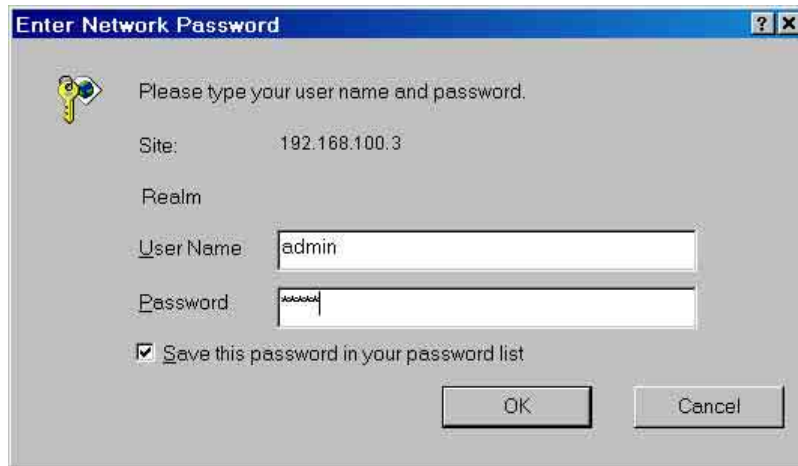 Enter Network Password
Please type your user name and password.
Site: 192.168.100.3
Realm
User Name admin
Password *****
Save this password in your password list
OK Cancel